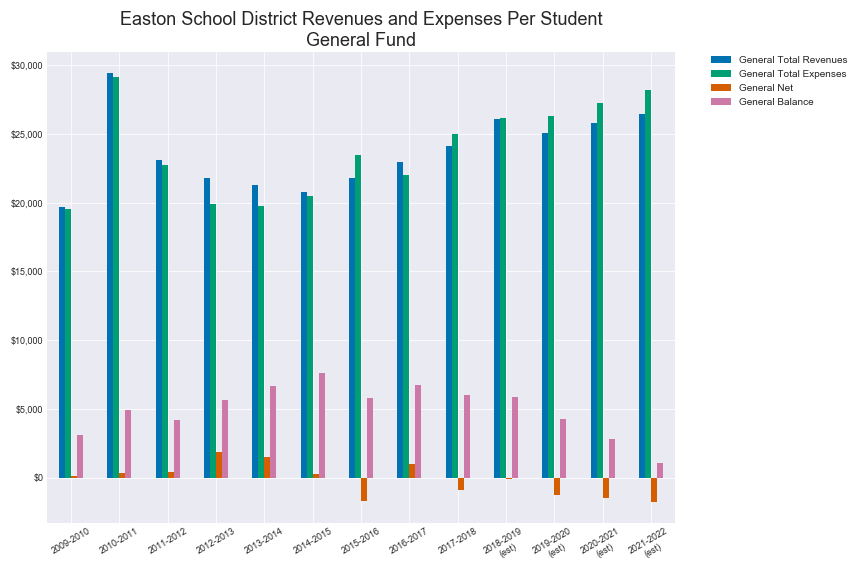 Easton School District Revenues and Expenses Per Student
General Fund
General Total Revenues
General Total Expenses
General Net
General Balance
$30,000
$25,000
$20,000
$15,000
$10,000
$5,000
$0
2009-2010
2010-2011
2011-2012
2012-2013
2013-2014
2014-2015
2015-2016
2016-2017
2017-2018
2018-2019
(est)
2019-2020
(est)
2020-2021
(est)
2021-2022
(est)